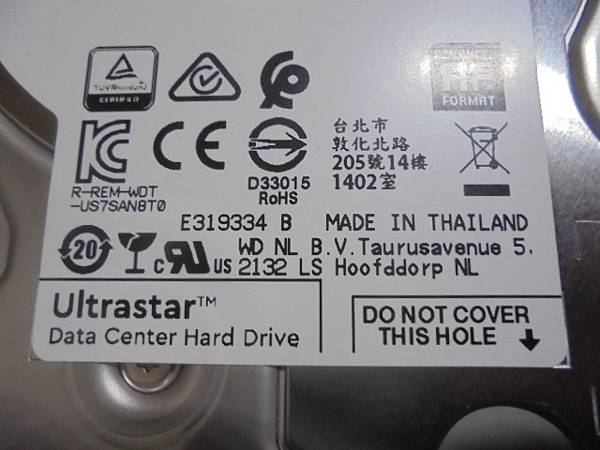 TÜVRheinland
CERTIFIED
FORMAT
台北市
敦化北路
205號14樓
1402室
D33015
RoHS
R-REM-WDT
-US7SAN8T0
E319334 B MADE IN THAILAND
20
WD NL B.V.Taurusavenue 5,
c US 2132 LS Hoofddorp NL
Ultrastar™
Data Center Hard Drive
DO NOT COVER
THIS HOLE